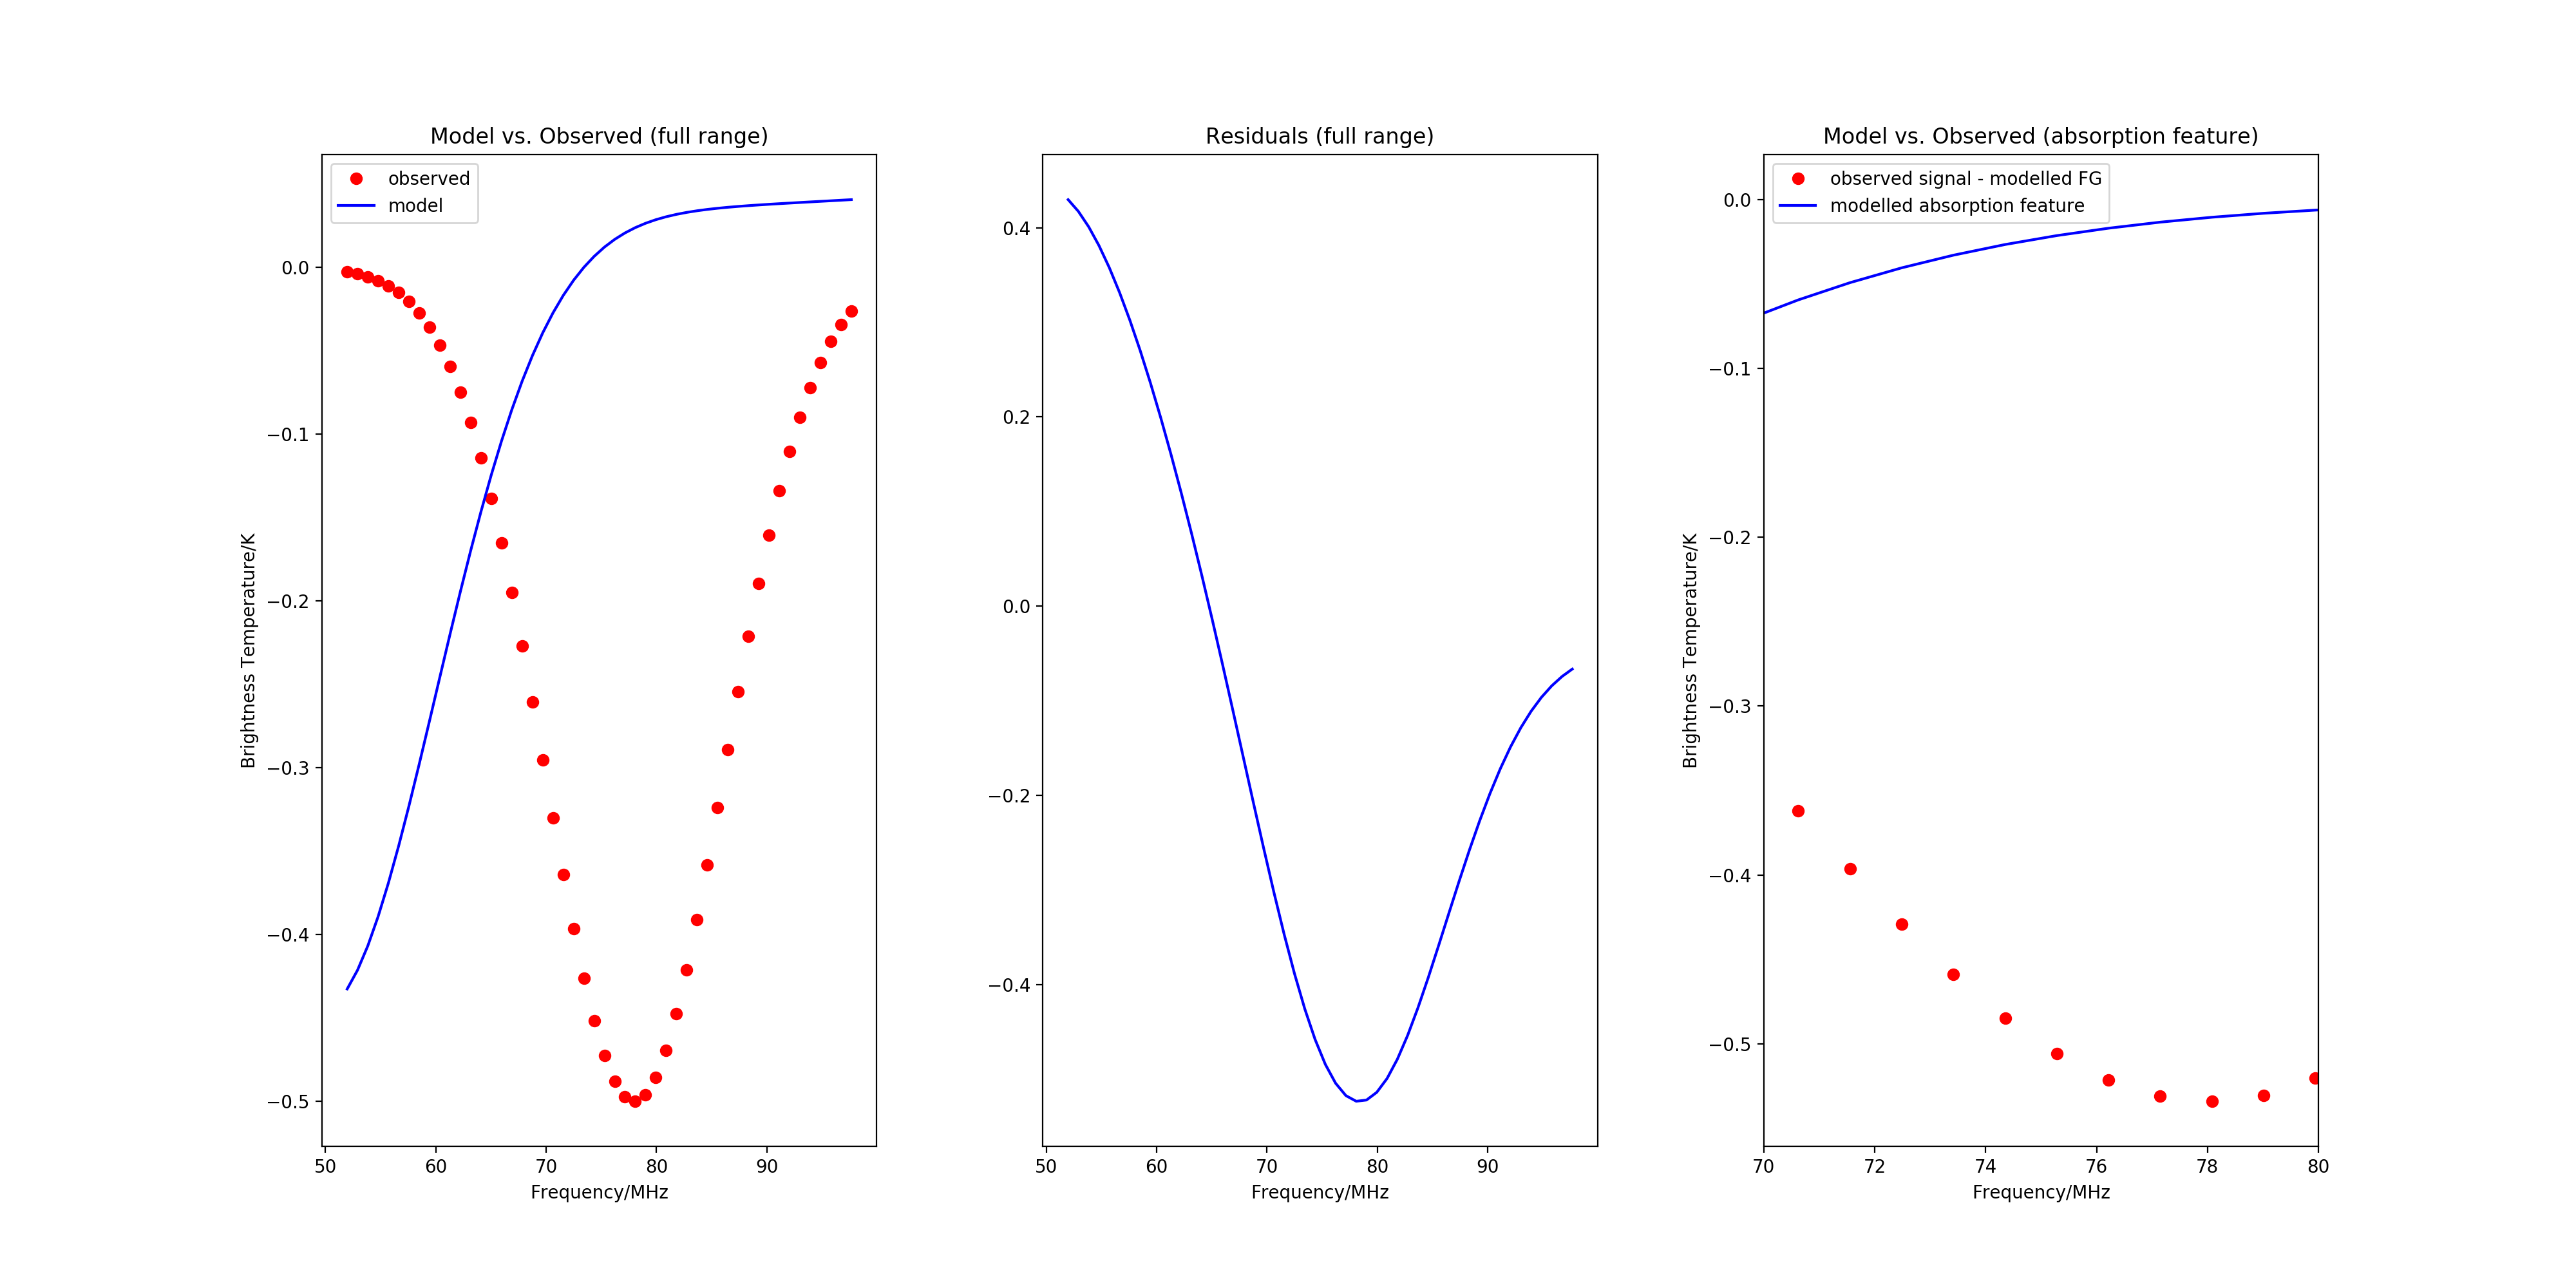 Model vs. Observed (full range)
observed
model
Brightness Temperature/K
0.0
−0.1
−0.2
−0.3
−0.4
−0.5
50 60 70 80 90
Frequency/MHz
Residuals (full range)
0.4
0.2
0.0
−0.2
−0.4
50 60 70 80 90
Frequency/MHz
Model vs. Observed (absorption feature)
observed signal - modelled FG
modelled absorption feature
Brightness Temperature/K
0.0
−0.1
−0.2
−0.3
−0.4
−0.5
70 72 74 76 78 80
Frequency/MHz